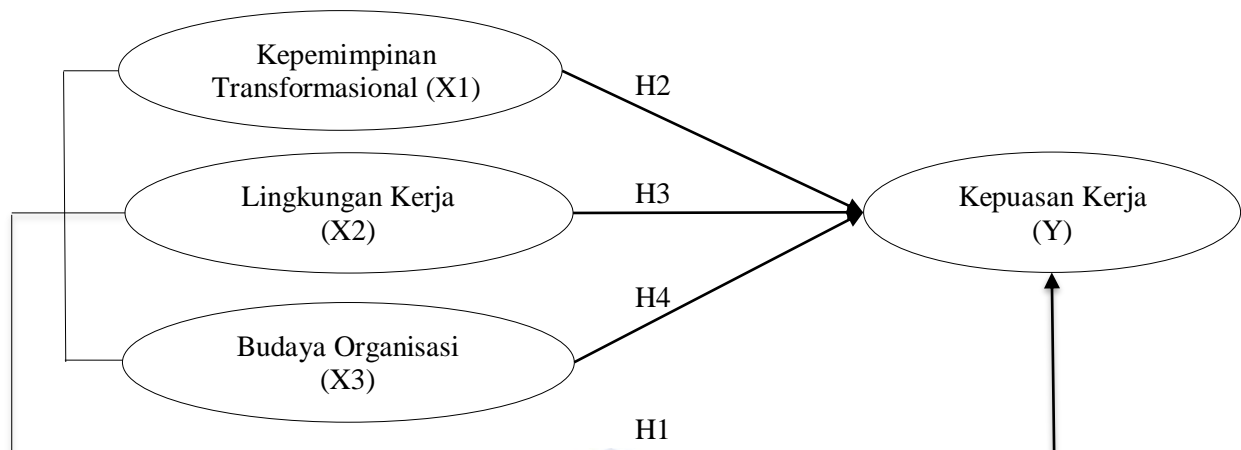 Kepemimpinan
Transformasional (X1)
H2
Lingkungan Kerja
(X2)
H3
Kepuasan Kerja
(Y)
H4
Budaya Organisasi
(X3)
H1